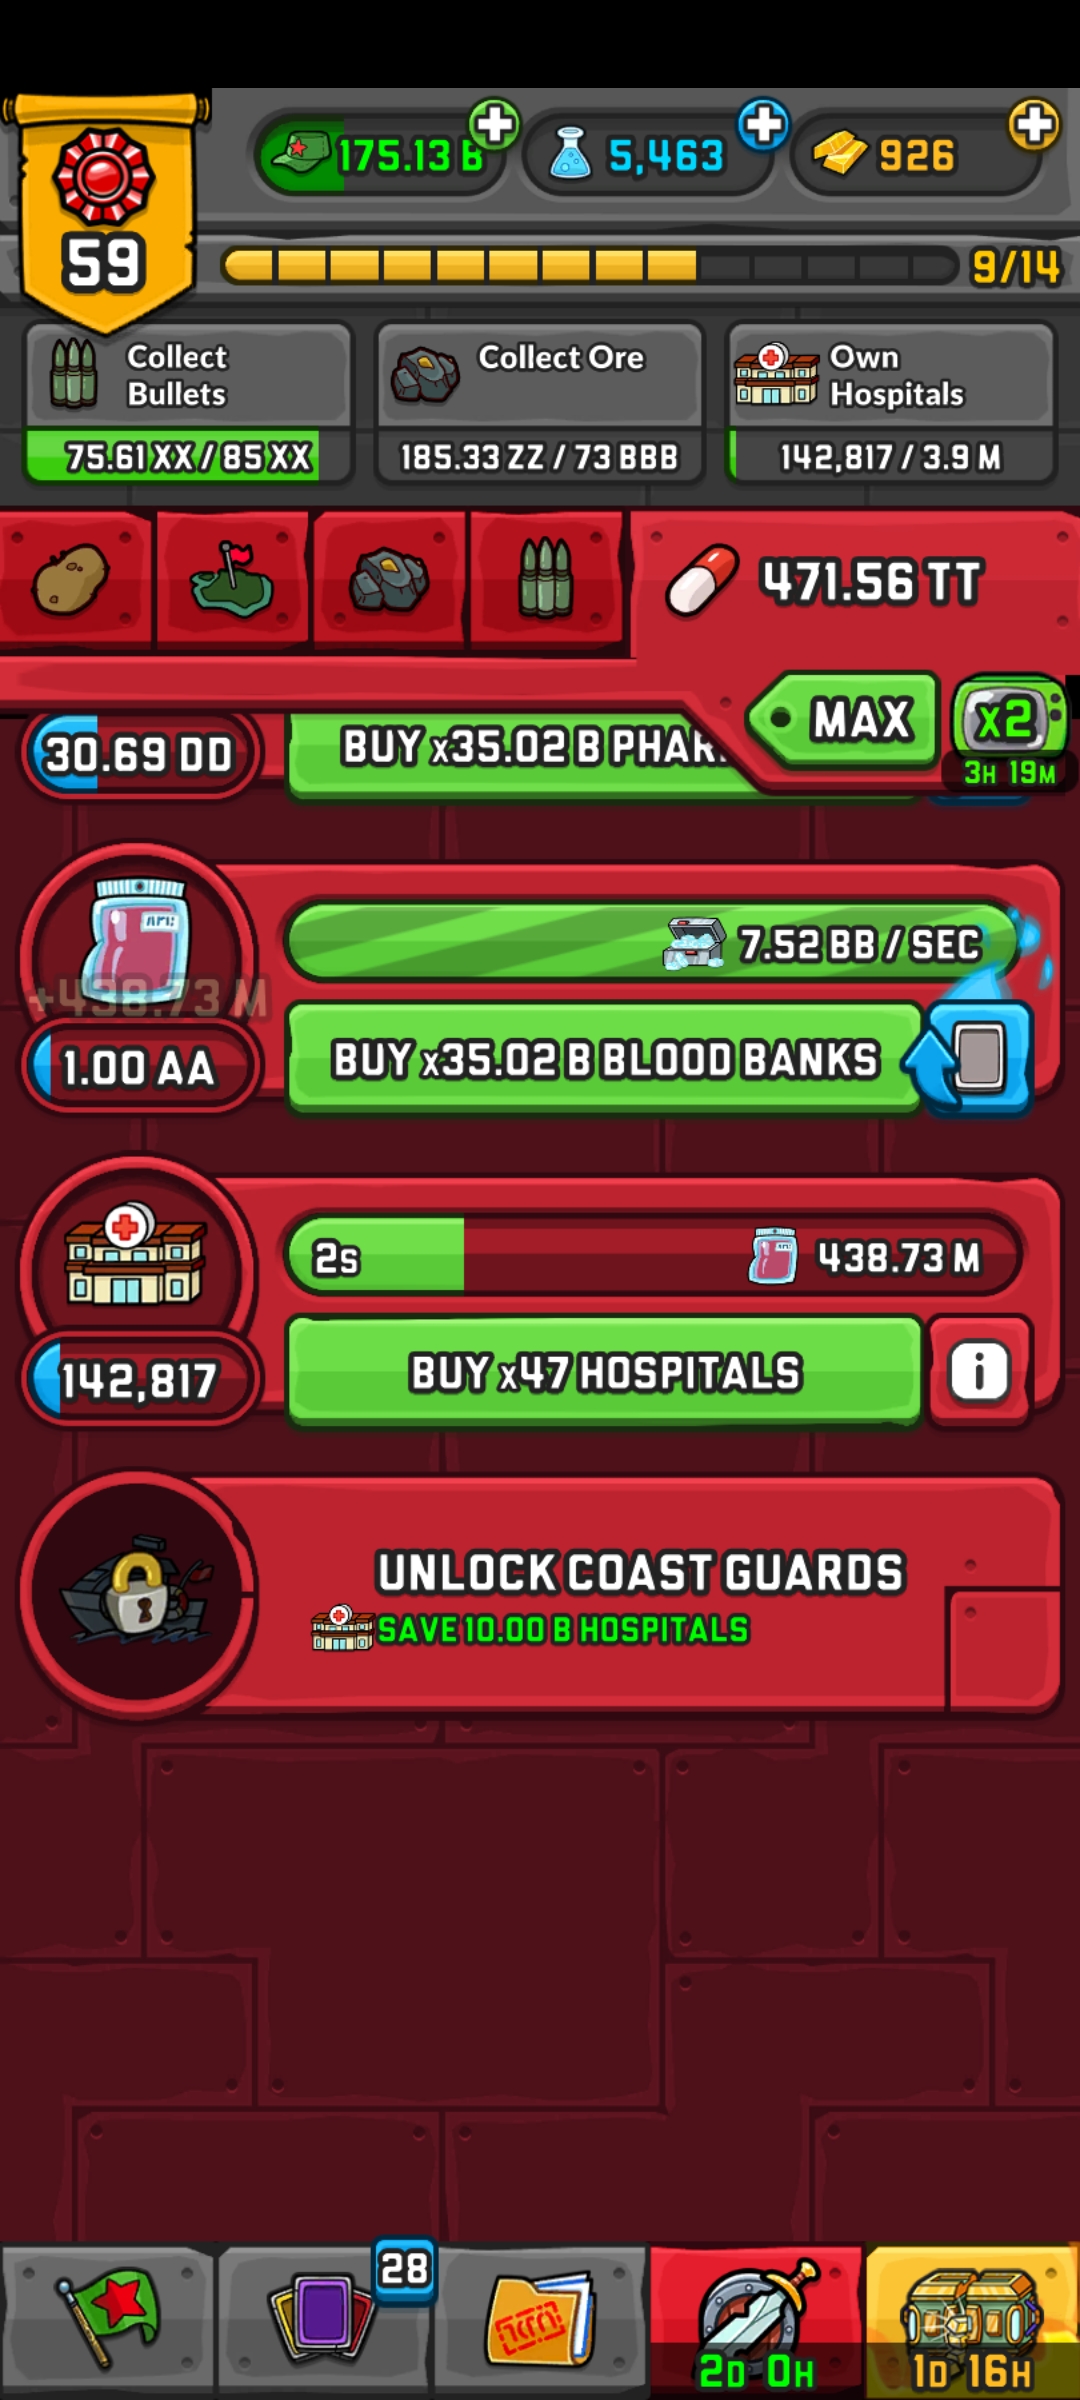 175.13 B
5,463
926
59
9/14
Collect
Bullets
Collect Ore
Own
Hospitals
75.61 XX / 85 XX
185.33 ZZ / 73 BBB
142,817 / 3.9 M
471.56 TT
MAX
x2
3H 19M
30.69 DD
BUY x35.02 B PHAR
7.52 BB / SEC
+438.73 M
1.00 AA
BUY x35.02 B BLOOD BANKS
2s
438.73 M
142,817
BUY x47 HOSPITALS
i
UNLOCK COAST GUARDS
SAVE 10.00 B HOSPITALS
28
2D 0H
1D 16H